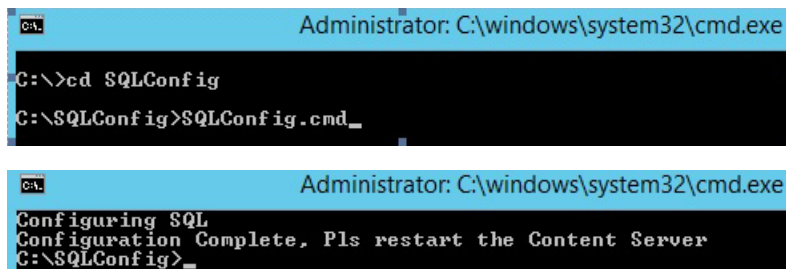 C:\.
Administrator: C:\windows\system32\cmd.exe
C:\>cd SQLConfig
C:\SQLConfig>SQLConfig.cmd_
C:\.
Administrator: C:\windows\system32\cmd.exe
Configuring SQL
Configuration Complete, Pls restart the Content Server
C:\SQLConfig>_